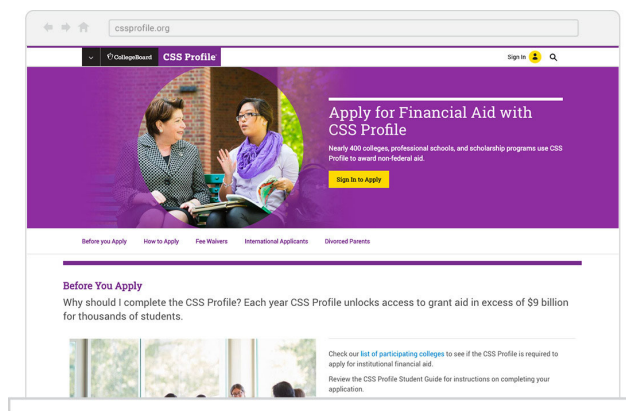 cssprofile.org
CollegeBoard CSS Profile
Sign In
Apply for Financial Aid with
CSS Profile
Nearly 400 colleges, professional schools, and scholarship programs use CSS
Profile to award non-federal aid.
Sign In to Apply
Before you Apply How to Apply Fee Waivers International Applicants Divorced Parents
Before You Apply
Why should I complete the CSS Profile? Each year CSS Profile unlocks access to grant aid in excess of $9 billion
for thousands of students.
Check our list of participating colleges to see if the CSS Profile is required to
apply for institutional financial aid.
Review the CSS Profile Student Guide for instructions on completing your
application.